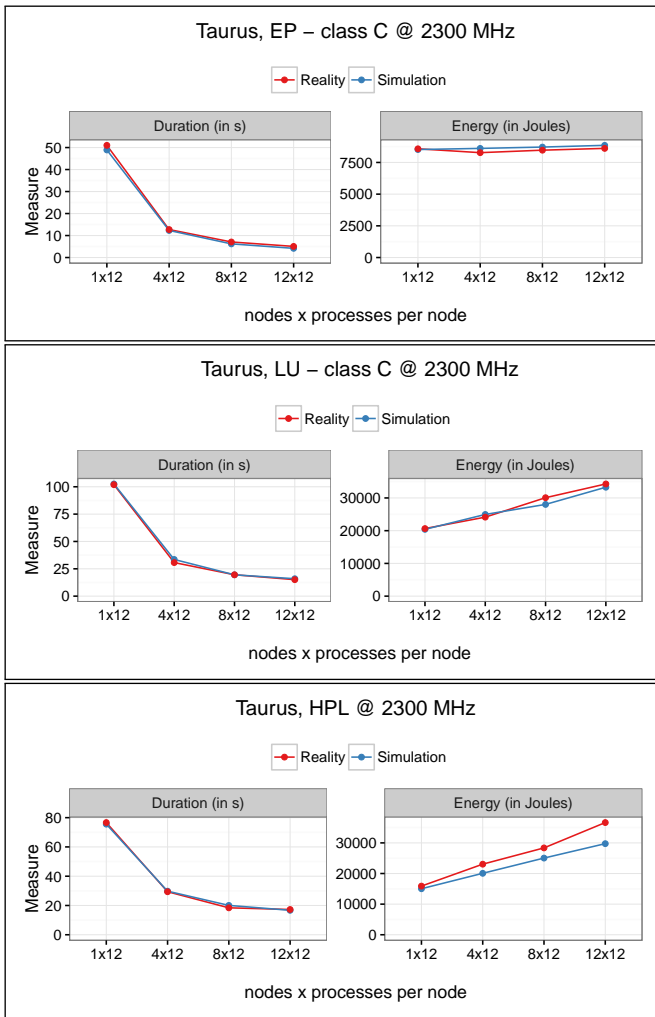 Taurus, EP – class C @ 2300 MHz
Reality Simulation
Duration (in s) Energy (in Joules)
Measure
50
40
30
20
10
0
7500
5000
2500
0
1x12 4x12 8x12 12x12 1x12 4x12 8x12 12x12
nodes x processes per node
Taurus, LU – class C @ 2300 MHz
Reality Simulation
Duration (in s) Energy (in Joules)
Measure
100
75
50
25
0
30000
20000
10000
0
1x12 4x12 8x12 12x12 1x12 4x12 8x12 12x12
nodes x processes per node
Taurus, HPL @ 2300 MHz
Reality Simulation
Duration (in s) Energy (in Joules)
Measure
80
60
40
20
0
30000
20000
10000
0
1x12 4x12 8x12 12x12 1x12 4x12 8x12 12x12
nodes x processes per node